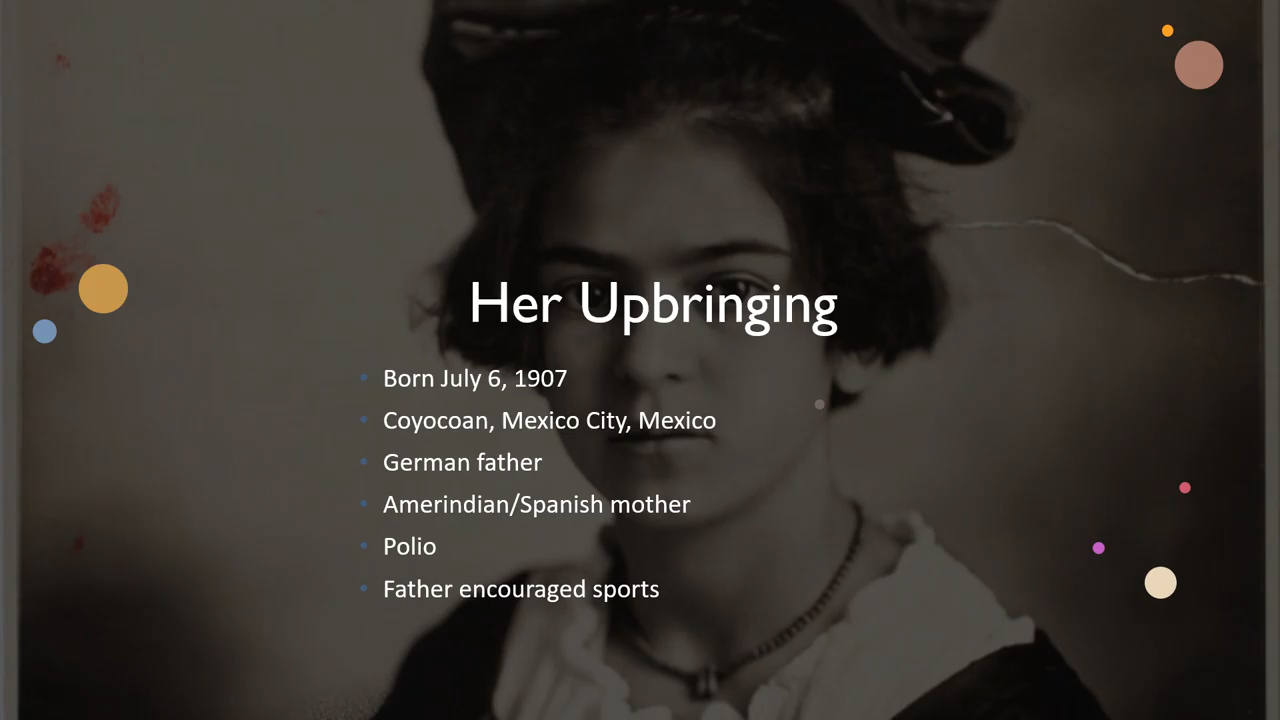 Her Upbringing
• Born July 6, 1907
• Coyocoan, Mexico City, Mexico
• German father
• Amerindian/Spanish mother
• Polio
• Father encouraged sports